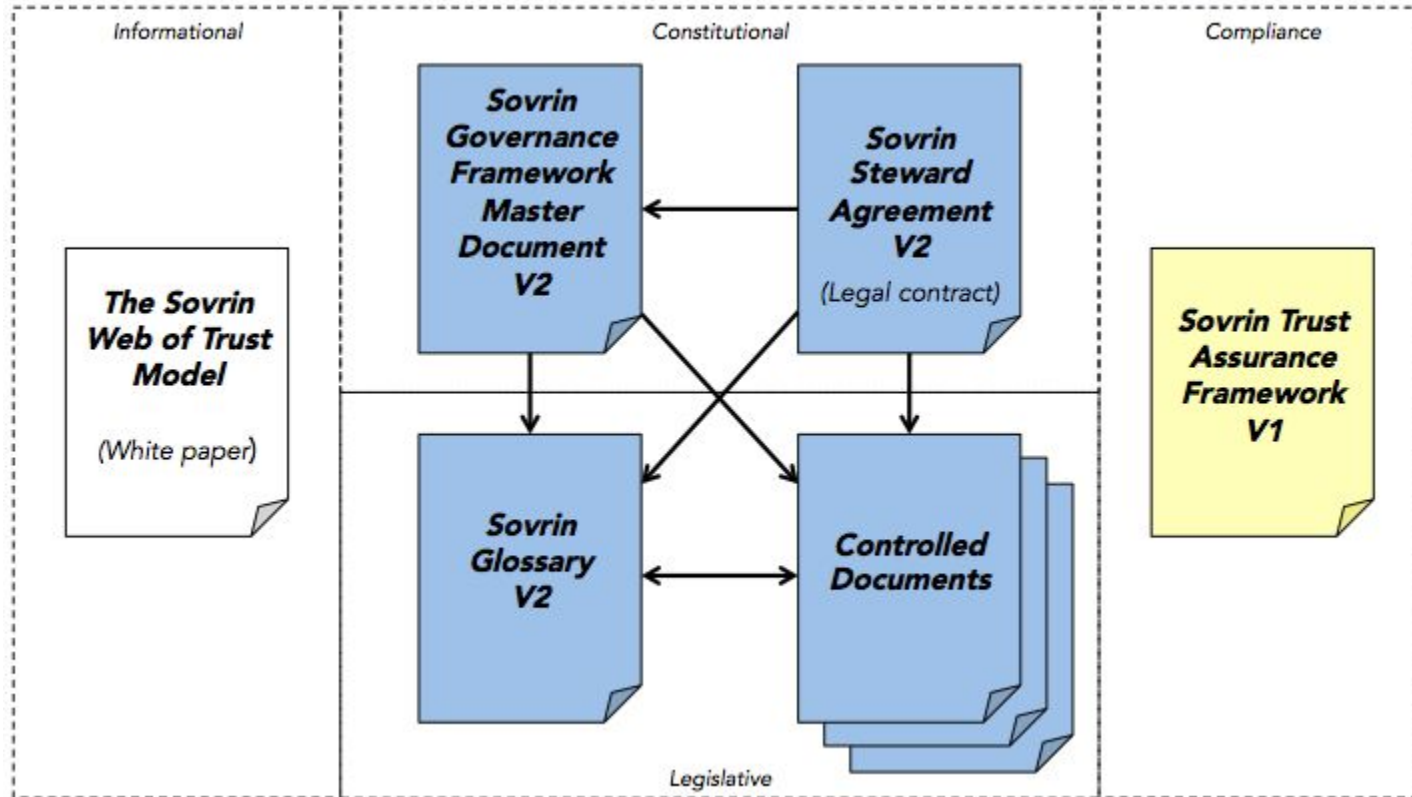 Informational
Constitutional
Compliance
Sovrin
Governance
Framework
Master
Document
V2
Sovrin
Steward
Agreement
V2
(Legal contract)
The Sovrin
Web of Trust
Model
(White paper)
Sovrin Trust
Assurance
Framework
V1
Sovrin
Glossary
V2
Controlled
Documents
Legislative